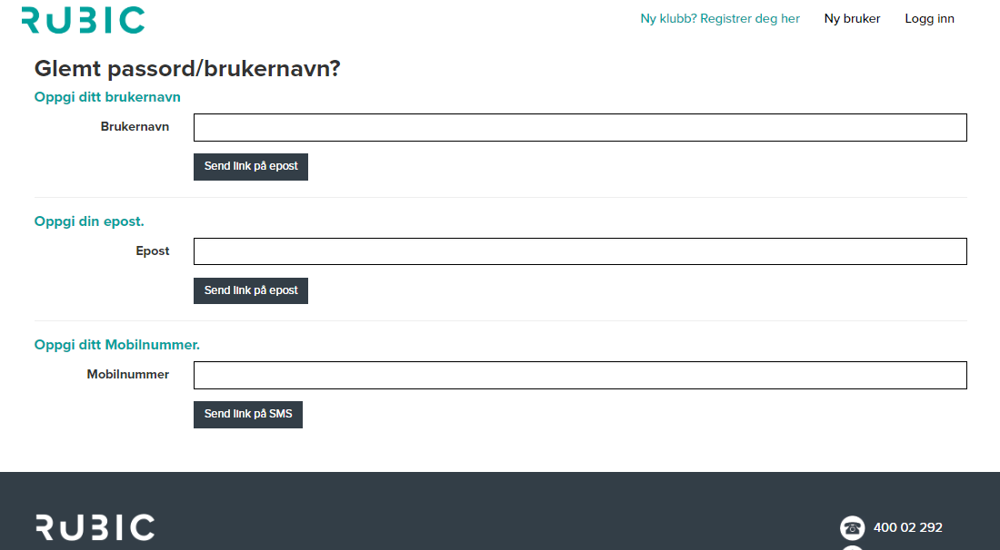 RUBIC
Ny klubb? Registrer deg her Ny bruker Logg inn
Glemt passord/brukernavn?
Oppgi ditt brukernavn
Brukernavn
Send link på epost
Oppgi din epost.
Epost
Send link på epost
Oppgi ditt Mobilnummer.
Mobilnummer
Send link på SMS
RUBIC
400 02 292